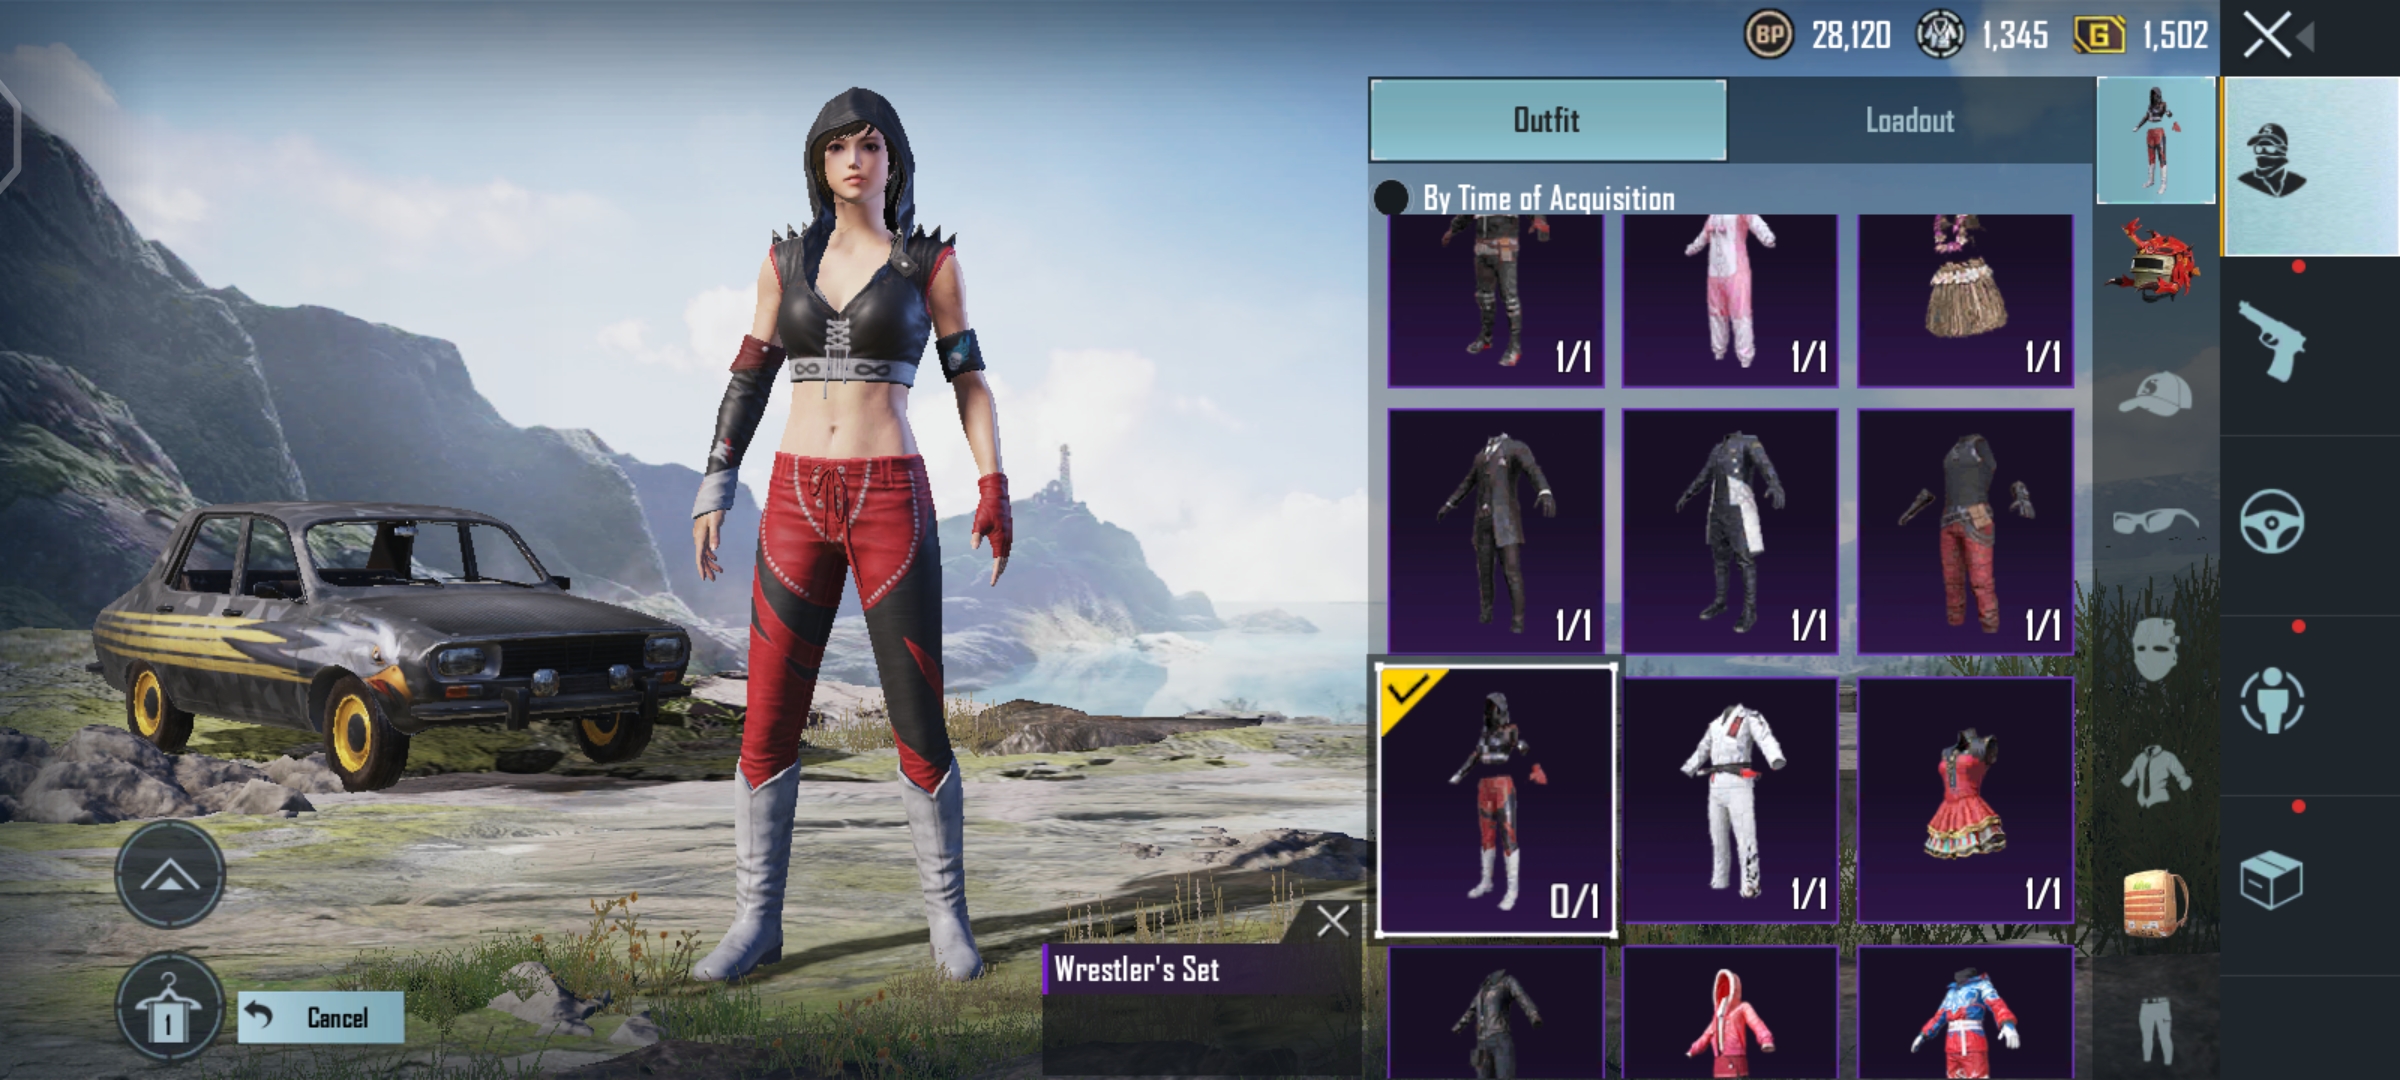 BP 28,120 1,345 G 1,502
Outfit Loadout
By Time of Acquisition
1/1 1/1 1/1
1/1 1/1 1/1
0/1 1/1 1/1
Wrestler's Set
1 Cancel